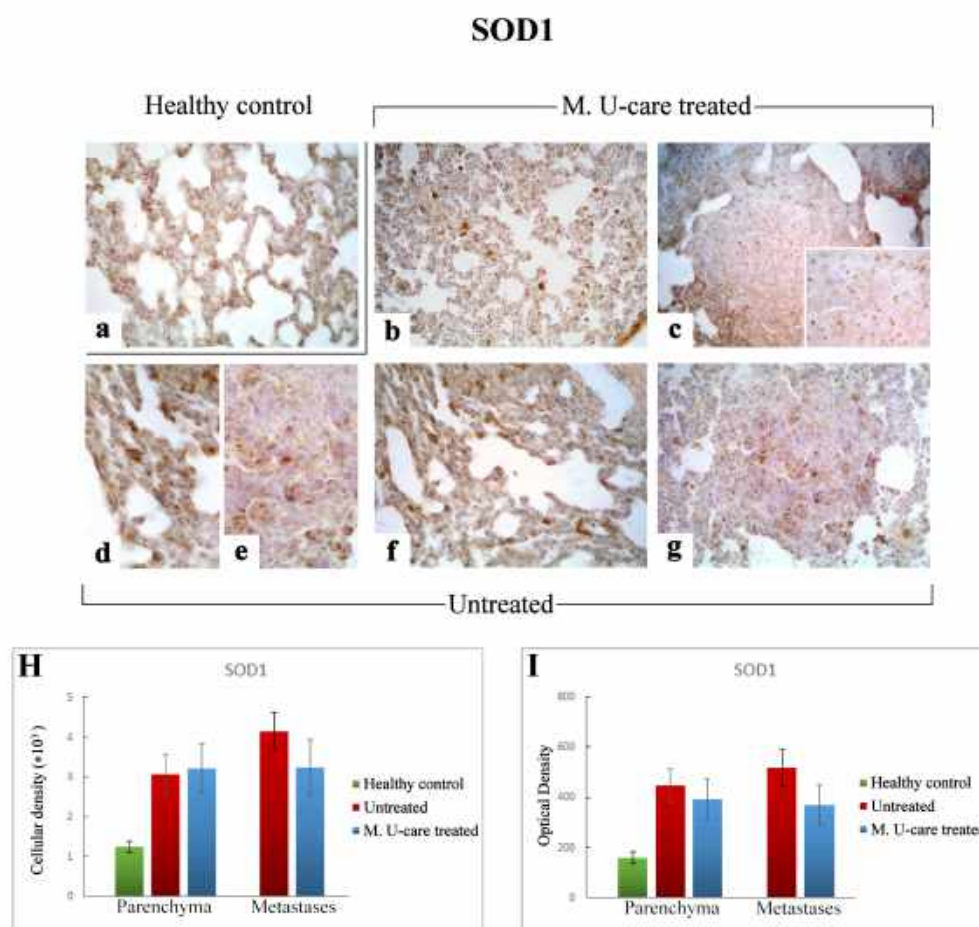 SOD1
Healthy control
M. U-care treated
a
b
c
d
e
f
g
Untreated
H
SOD1
5
4
3
2
1
0
Cellular density (*10³)
Parenchyma
Metastases
Healthy control
Untreated
M. U-care treated
I
SOD1
800
600
400
200
0
Optical Density
Parenchyma
Metastases
Healthy control
Untreated
M. U-care treated